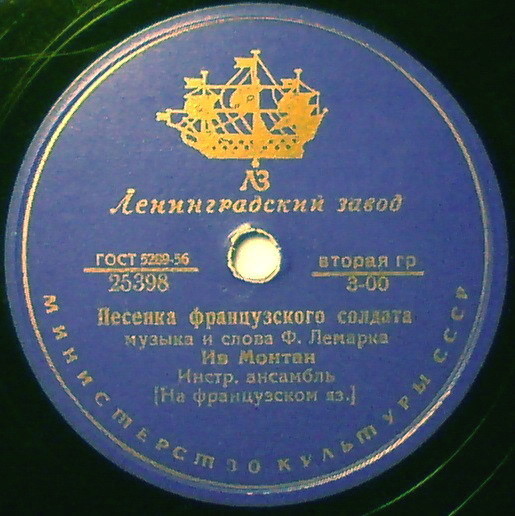 ЛЗ
Ленинградский завод
ГОСТ 5289-56
25398
вторая гр
3-00
Песенка французского солдата
музыка и слова Ф. Лемарка
Ив Монтан
Инстр. ансамбль
[На французском яз.]
МИНИСТЕРСТВО КУЛЬТУРЫ СССР